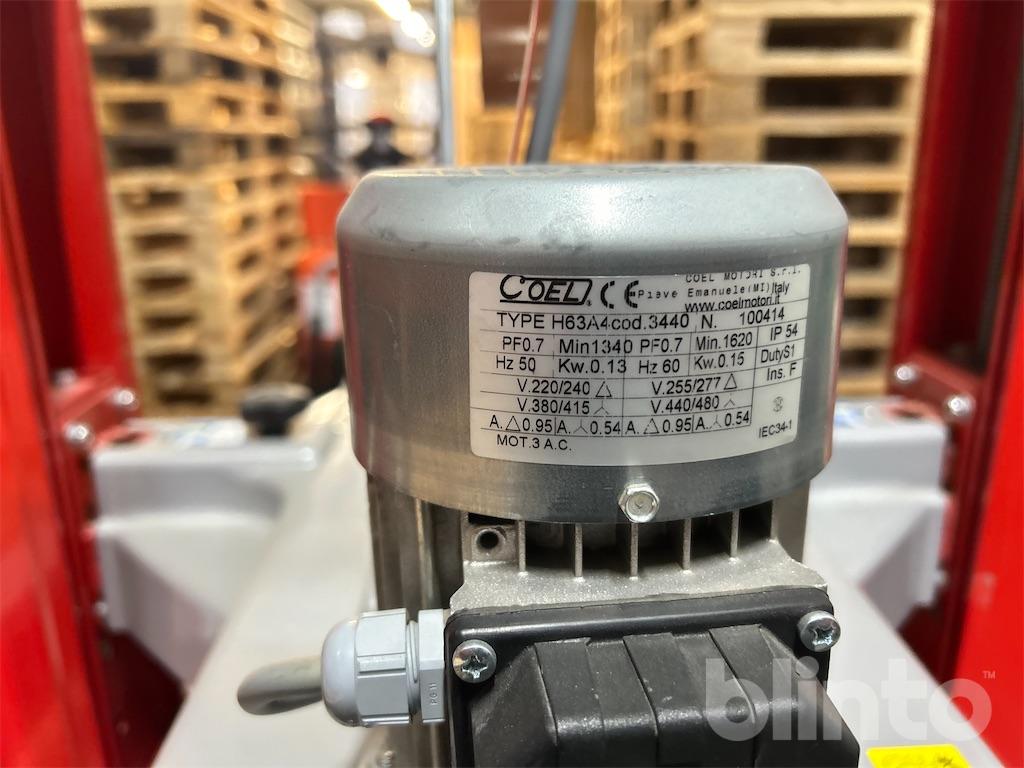 COEL CE COEL MOTORI S.r.l.
Pieve Emanuele(MI)Italy
www.coelmotori.it
TYPE H63A4 cod.3440 N. 100414
PF0.7 Min1340 PF0.7 Min.1620 IP 54
Hz 50 Kw.0.13 Hz 60 Kw.0.15 DutyS1
V.220/240 △ V.255/277 △ Ins. F
V.380/415 ⅄ V.440/480 ⅄
A. △ 0.95 A. ⅄ 0.54 A. △ 0.95 A. ⅄ 0.54 IEC34-1
MOT.3 A.C.
blinto™